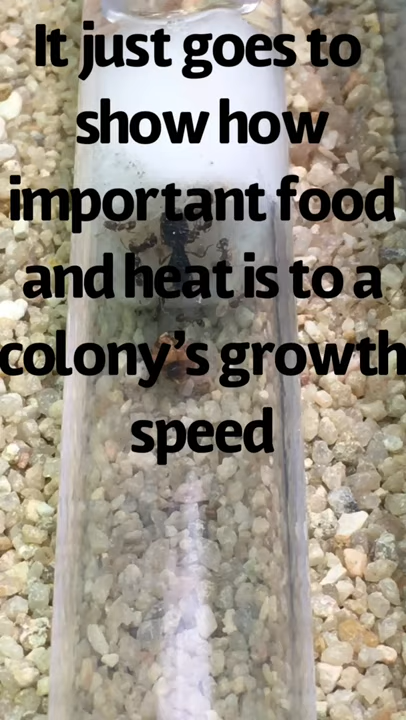 It just goes to
show how
important food
and heat is to a
colony's growth
speed